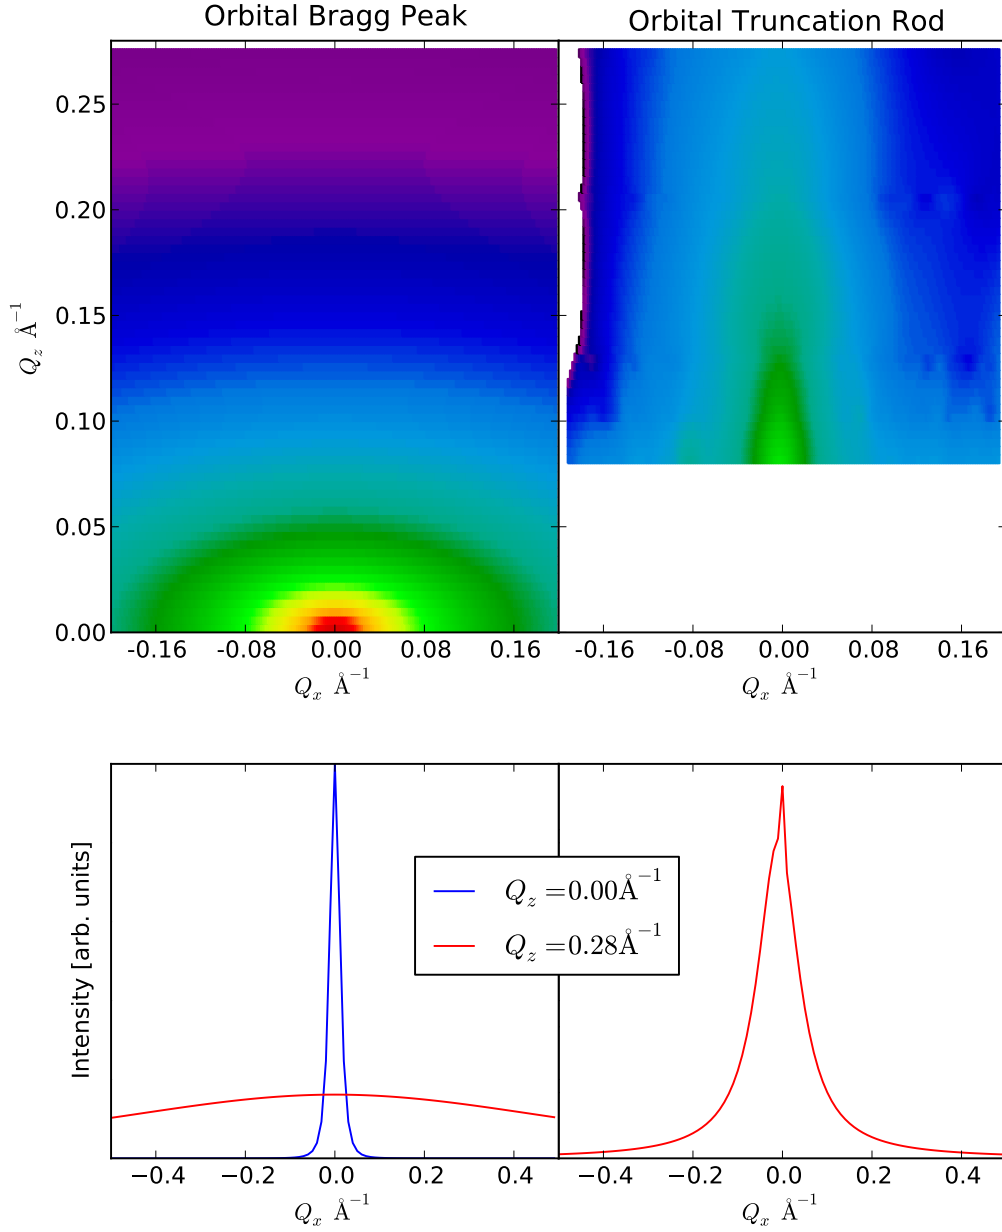 Orbital Bragg Peak
Orbital Truncation Rod
0.25
0.20
0.15
0.10
0.05
0.00
Q_z Å⁻¹
-0.16 -0.08 0.00 0.08 0.16
-0.16 -0.08 0.00 0.08 0.16
Q_x Å⁻¹
Q_x Å⁻¹
Intensity [arb. units]
Q_z = 0.00Å⁻¹
Q_z = 0.28Å⁻¹
−0.4 −0.2 0.0 0.2 0.4
−0.4 −0.2 0.0 0.2 0.4
Q_x Å⁻¹
Q_x Å⁻¹